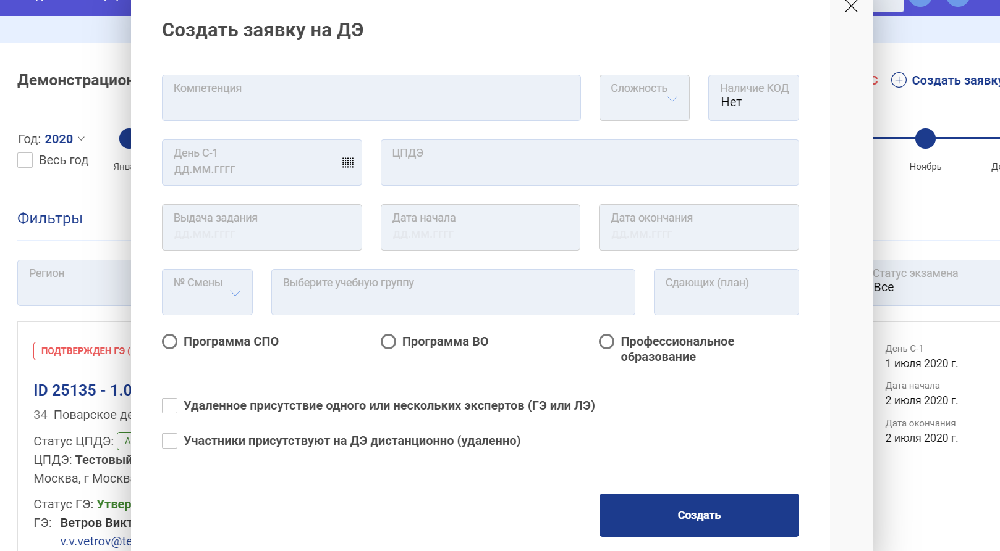 Создать заявку на ДЭ
Компетенция
Сложность
Наличие КОД
Нет
День С-1
дд.мм.гггг
ЦПДЭ
Выдача задания
дд.мм.гггг
Дата начала
дд.мм.гггг
Дата окончания
дд.мм.гггг
№ Смены
Выберите учебную группу
Сдающих (план)
Программа СПО
Программа ВО
Профессиональное
образование
Удаленное присутствие одного или нескольких экспертов (ГЭ или ЛЭ)
Участники присутствуют на ДЭ дистанционно (удаленно)
Создать
Демонстрацион
С
Создать заявку
Год: 2020
Весь год
Янва
Ноябрь
Де
Фильтры
Регион
Статус экзамена
Все
ПОДТВЕРЖДЕН ГЭ (
ID 25135 - 1.0
34 Поварское де
Статус ЦПДЭ: А
ЦПДЭ: Тестовый
Москва, г Москва
Статус ГЭ: Утвер
ГЭ: Ветров Викт
v.v.vetrov@te
День С-1
1 июля 2020 г.
Дата начала
2 июля 2020 г.
Дата окончания
2 июля 2020 г.